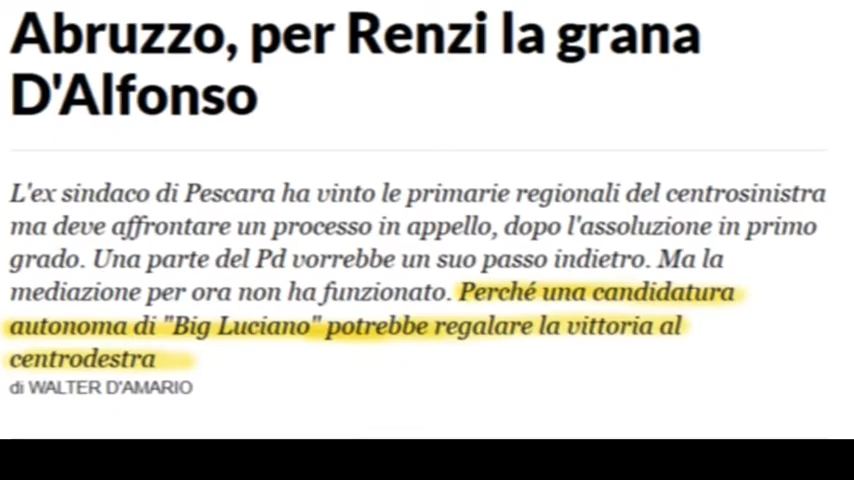 Abruzzo, per Renzi la grana
D'Alfonso
L'ex sindaco di Pescara ha vinto le primarie regionali del centrosinistra
ma deve affrontare un processo in appello, dopo l'assoluzione in primo
grado. Una parte del Pd vorrebbe un suo passo indietro. Ma la
mediazione per ora non ha funzionato. Perché una candidatura
autonoma di "Big Luciano" potrebbe regalare la vittoria al
centrodestra
di WALTER D'AMARIO